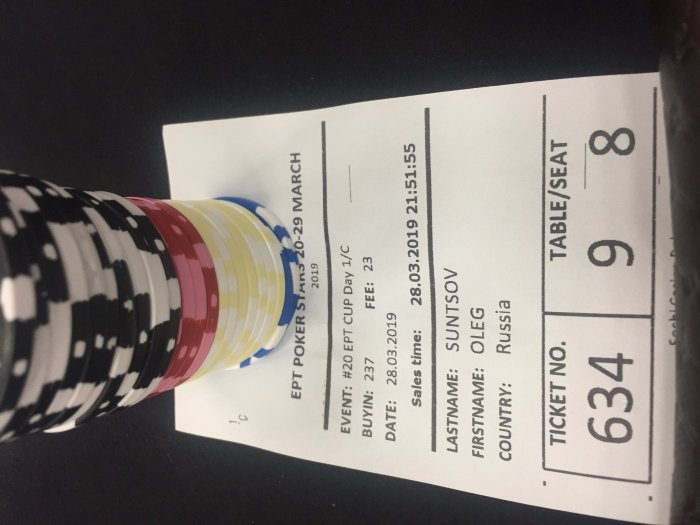 EPT POKER STARS 20-29 MARCH
2019
EVENT: #20 EPT CUP Day 1/C
BUYIN: 237 FEE: 23
DATE: 28.03.2019
Sales time: 28.03.2019 21:51:55
LASTNAME: SUNTSOV
FIRSTNAME: OLEG
COUNTRY: Russia
TICKET NO. TABLE/SEAT
634 9 8
1/C